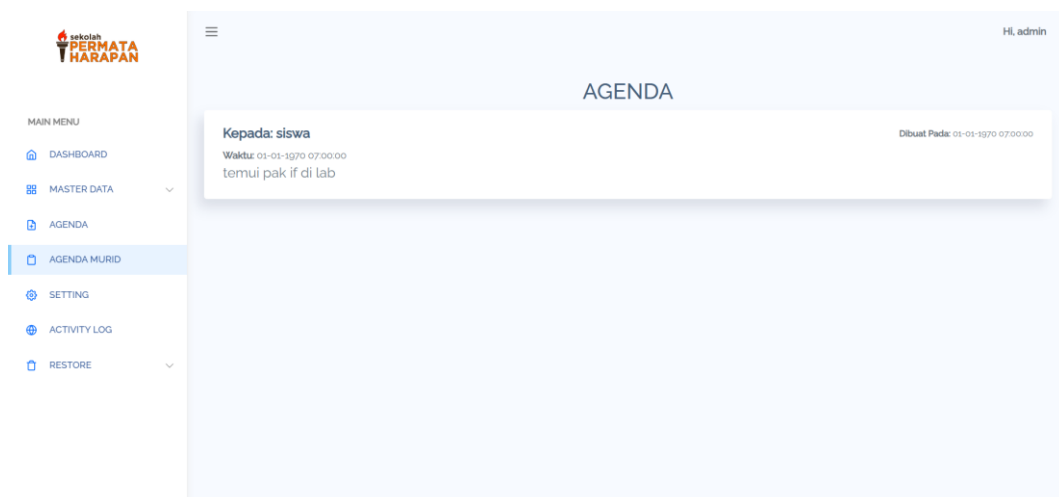 sekolah
PERMATA
HARAPAN
Hi, admin
MAIN MENU
DASHBOARD
MASTER DATA
AGENDA
AGENDA MURID
SETTING
ACTIVITY LOG
RESTORE
AGENDA
Kepada: siswa
Dibuat Pada: 01-01-1970 07:00:00
Waktu: 01-01-1970 07:00:00
temui pak if di lab